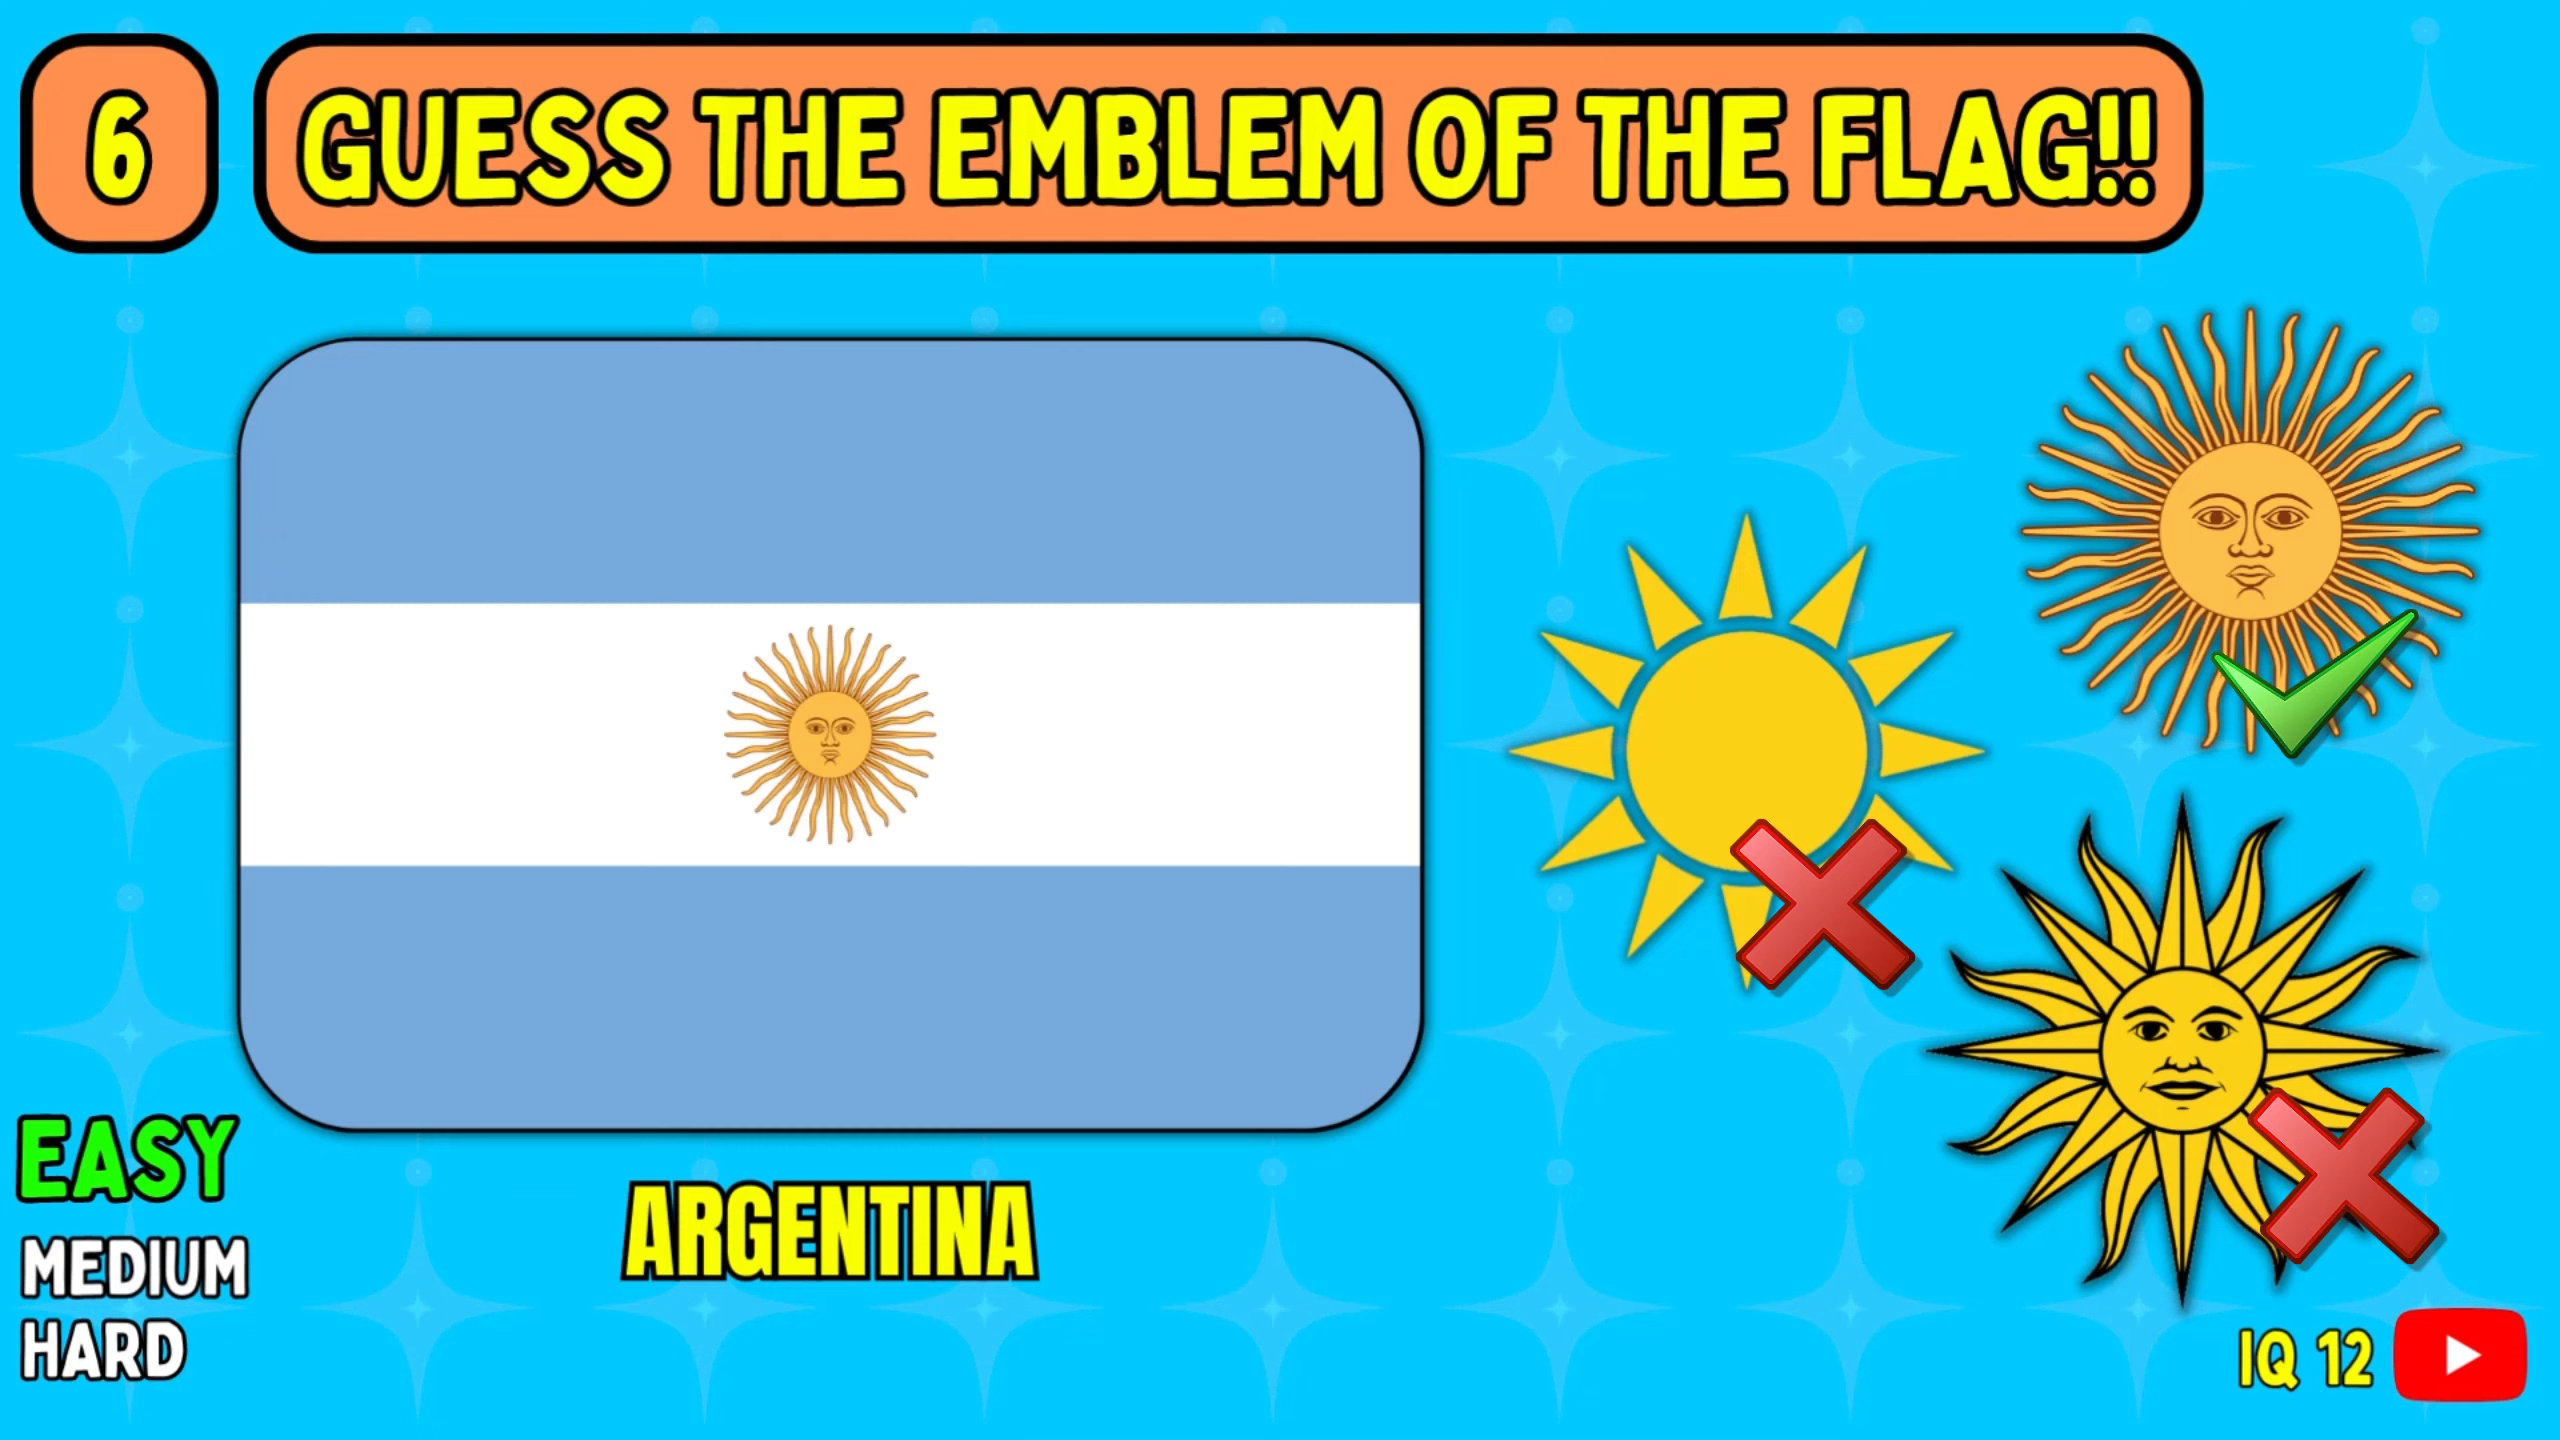 6
GUESS THE EMBLEM OF THE FLAG!!
ARGENTINA
EASY
MEDIUM
HARD
IQ 12